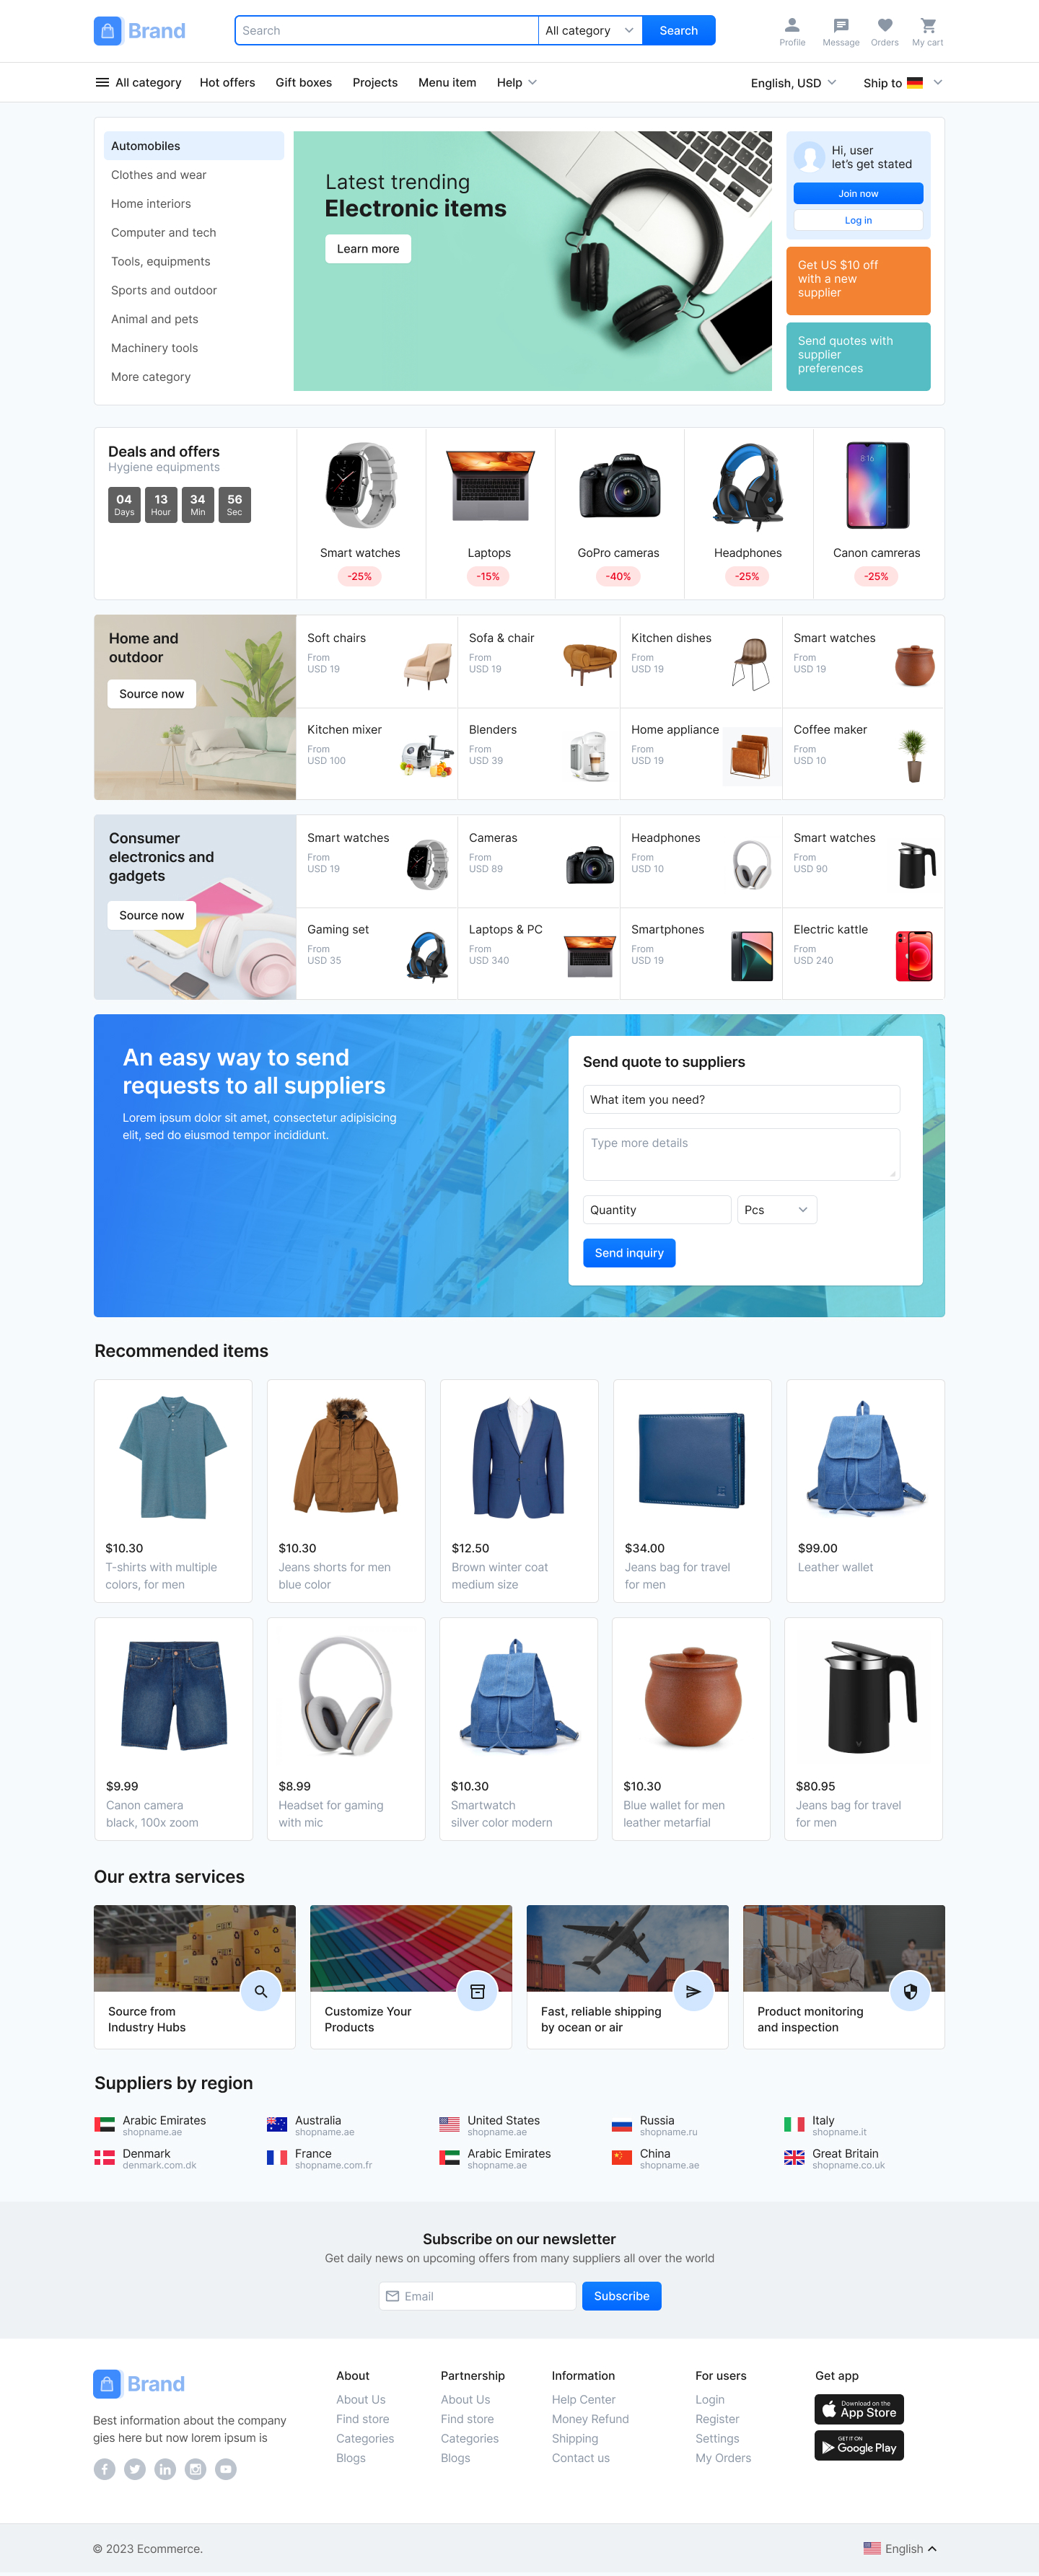 Brand
Search
All category
Search
Profile
Message
Orders
My cart
All category
Hot offers
Gift boxes
Projects
Menu item
Help
English, USD
Ship to
Automobiles
Clothes and wear
Home interiors
Computer and tech
Tools, equipments
Sports and outdoor
Animal and pets
Machinery tools
More category
Latest trending
Electronic items
Learn more
Hi, user
let's get stated
Join now
Log in
Get US $10 off
with a new
supplier
Send quotes with
supplier
preferences
Deals and offers
Hygiene equipments
04
Days
13
Hour
34
Min
56
Sec
Smart watches
-25%
Laptops
-15%
Canon
GoPro cameras
-40%
Headphones
-25%
8:16
Canon camreras
-25%
Home and
outdoor
Source now
Soft chairs
From
USD 19
Sofa & chair
From
USD 19
Kitchen dishes
From
USD 19
Smart watches
From
USD 19
Kitchen mixer
From
USD 100
Blenders
From
USD 39
Home appliance
From
USD 19
Coffee maker
From
USD 10
Consumer
electronics and
gadgets
Source now
Smart watches
From
USD 19
Cameras
From
USD 89
Headphones
From
USD 10
Smart watches
From
USD 90
Gaming set
From
USD 35
Laptops & PC
From
USD 340
Smartphones
From
USD 19
Electric kattle
From
USD 240
An easy way to send
requests to all suppliers
Lorem ipsum dolor sit amet, consectetur adipisicing
elit, sed do eiusmod tempor incididunt.
Send quote to suppliers
What item you need?
Type more details
Quantity
Pcs
Send inquiry
Recommended items
$10.30
T-shirts with multiple
colors, for men
$10.30
Jeans shorts for men
blue color
$12.50
Brown winter coat
medium size
$34.00
Jeans bag for travel
for men
$99.00
Leather wallet
$9.99
Canon camera
black, 100x zoom
$8.99
Headset for gaming
with mic
$10.30
Smartwatch
silver color modern
$10.30
Blue wallet for men
leather metarfial
$80.95
Jeans bag for travel
for men
Our extra services
Source from
Industry Hubs
Customize Your
Products
Fast, reliable shipping
by ocean or air
Product monitoring
and inspection
Suppliers by region
Arabic Emirates
shopname.ae
Australia
shopname.ae
United States
shopname.ae
Russia
shopname.ru
Italy
shopname.it
Denmark
denmark.com.dk
France
shopname.com.fr
Arabic Emirates
shopname.ae
China
shopname.ae
Great Britain
shopname.co.uk
Subscribe on our newsletter
Get daily news on upcoming offers from many suppliers all over the world
Email
Subscribe
Brand
Best information about the company
gies here but now lorem ipsum is
About
About Us
Find store
Categories
Blogs
Partnership
About Us
Find store
Categories
Blogs
Information
Help Center
Money Refund
Shipping
Contact us
For users
Login
Register
Settings
My Orders
Get app
Download on the
App Store
GET IT ON
Google Play
© 2023 Ecommerce.
English